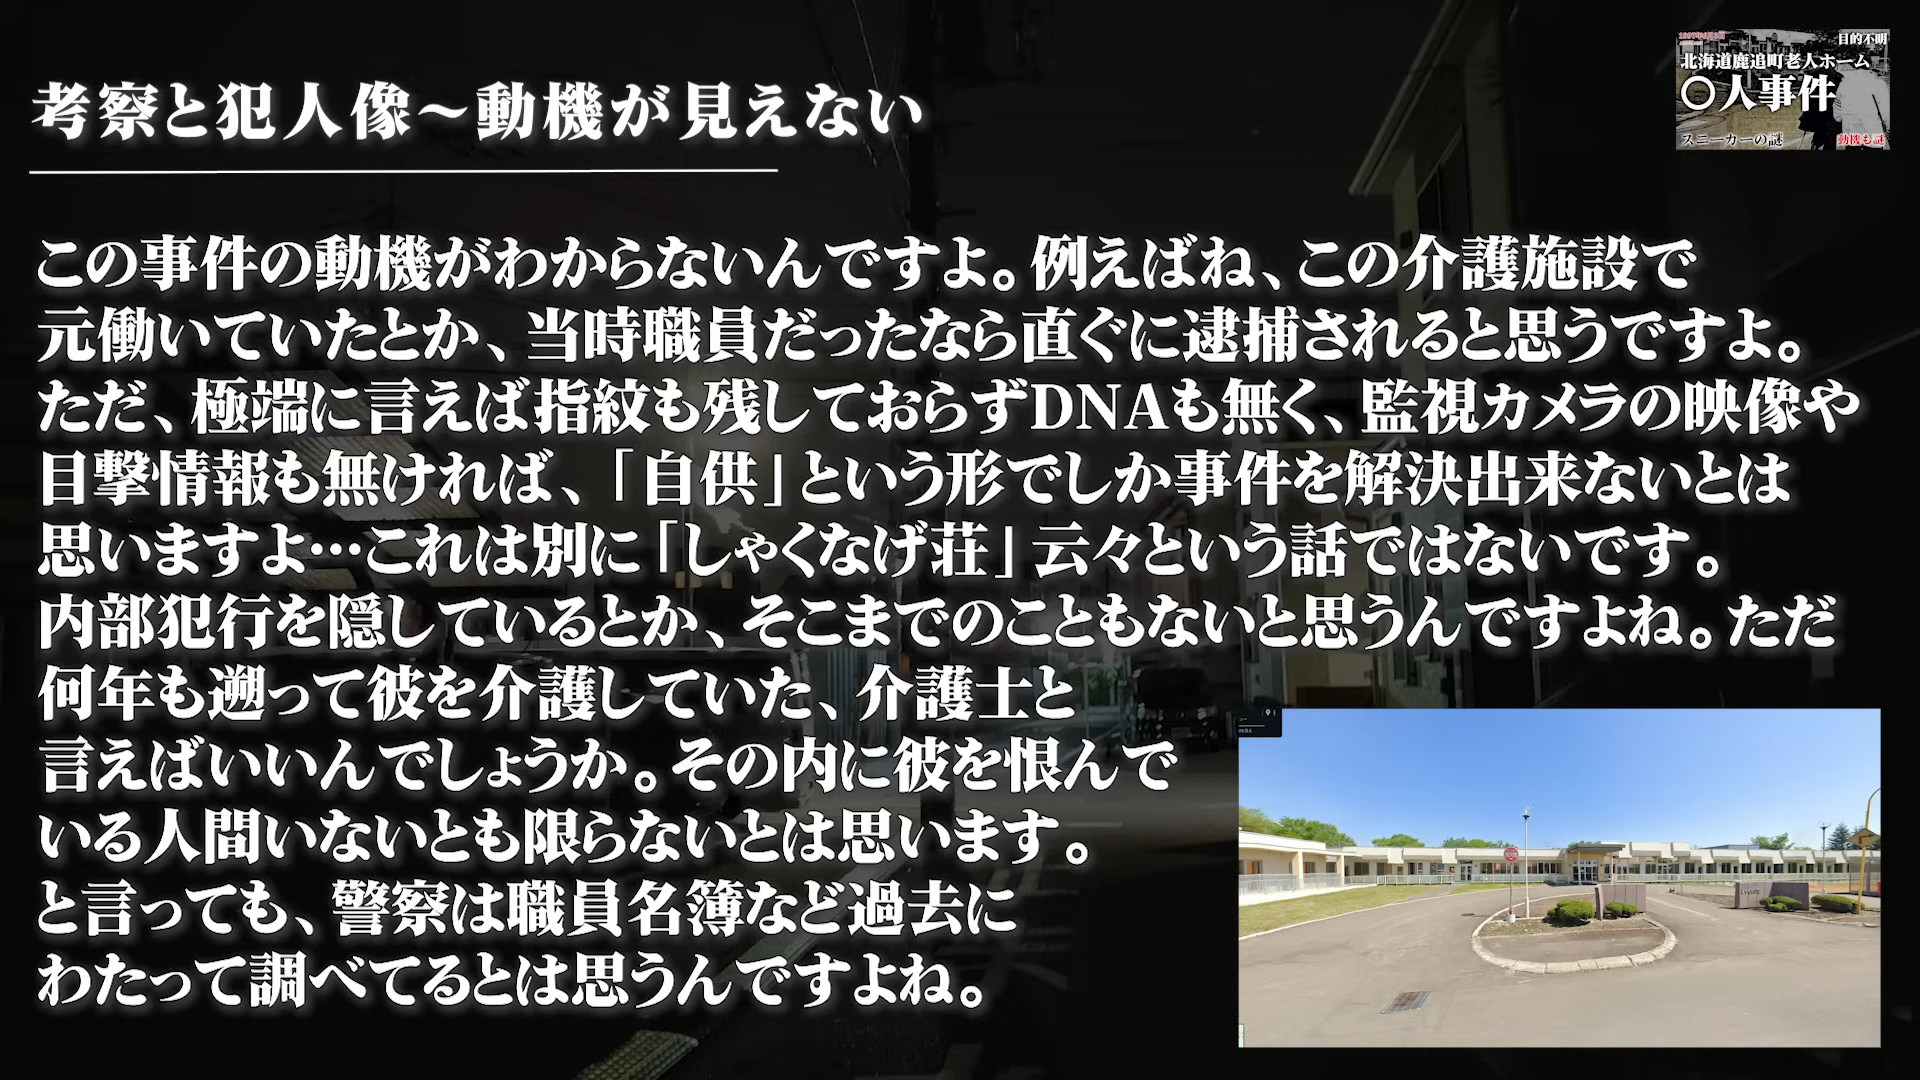 考察と犯人像～動機が見えない
目的不明
北海道鹿追町老人ホーム
〇人事件
スニーカーの謎
動機も謎
この事件の動機がわからないんですよ。例えばね、この介護施設で
元働いていたとか、当時職員だったなら直ぐに逮捕されると思うですよ。
ただ、極端に言えば指紋も残しておらずDNAも無く、監視カメラの映像や
目撃情報も無ければ、「自供」という形でしか事件を解決出来ないとは
思いますよ…これは別に「しゃくなげ荘」云々という話ではないです。
内部犯行を隠しているとか、そこまでのこともないと思うんですよね。ただ
何年も遡って彼を介護していた、介護士と
言えばいいんでしょうか。その内に彼を恨んで
いる人間いないとも限らないとは思います。
と言っても、警察は職員名簿など過去に
わたって調べてるとは思うんですよね。